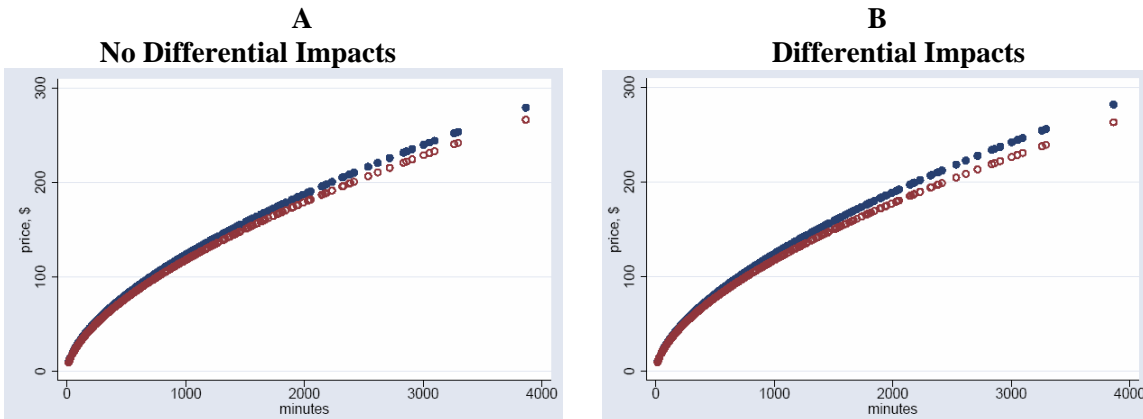 A
No Differential Impacts
300
200
100
0
price, $
0 1000 2000 3000 4000
minutes
B
Differential Impacts
300
200
100
0
price, $
0 1000 2000 3000 4000
minutes